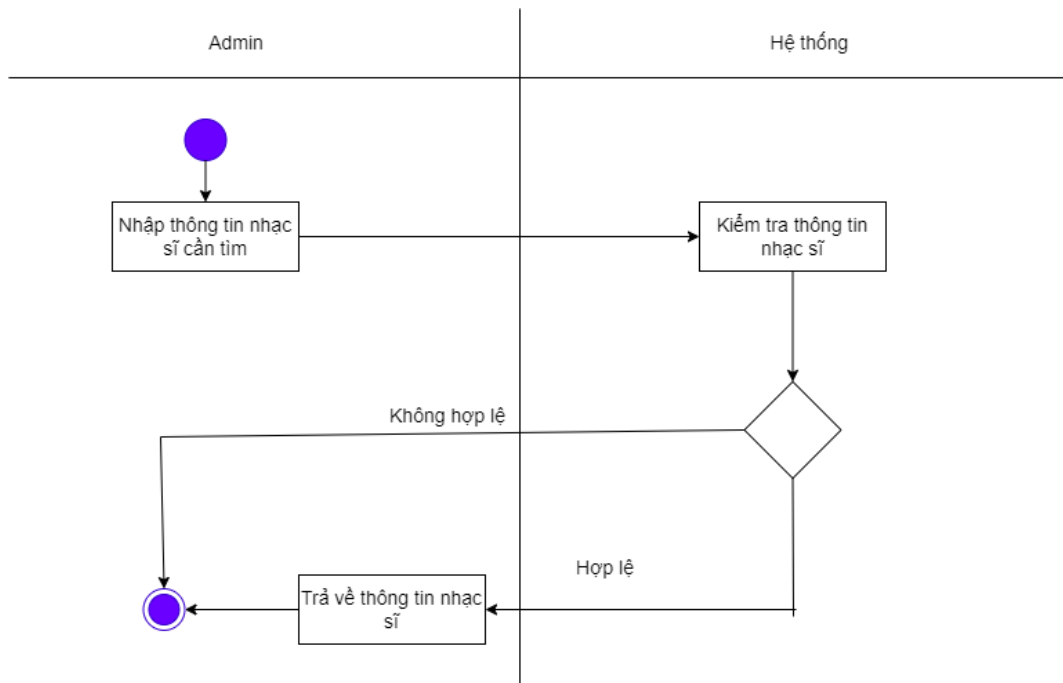 Admin
Hệ thống
Nhập thông tin nhạc
sĩ cần tìm
Kiểm tra thông tin
nhạc sĩ
Không hợp lệ
Hợp lệ
Trả về thông tin nhạc
sĩ